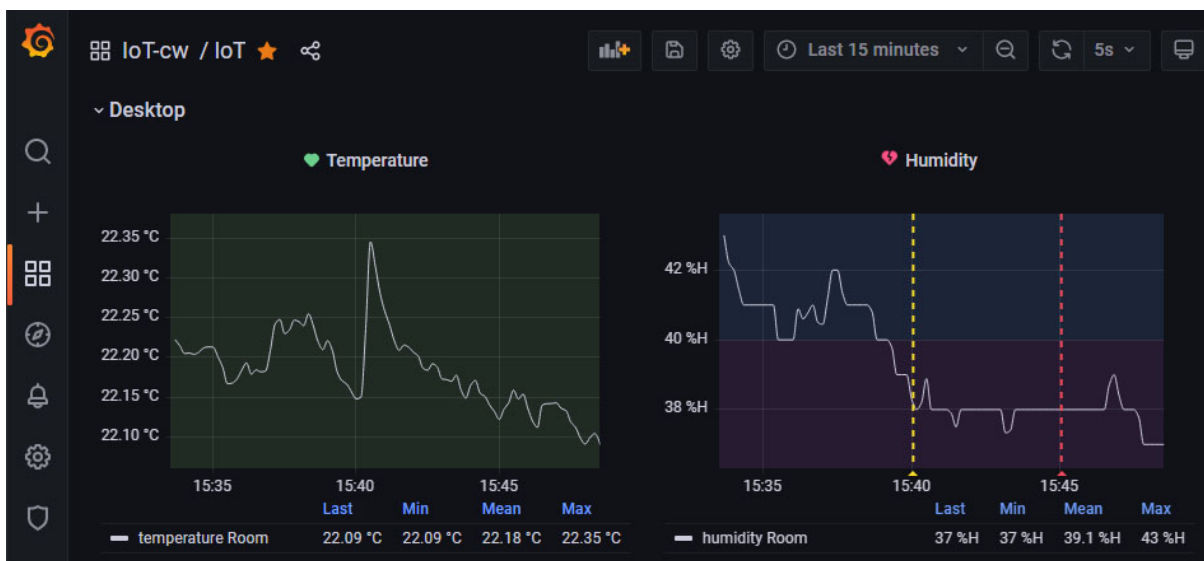 IoT-cw / IoT
Last 15 minutes
5s
Desktop
Temperature
22.35 °C
22.30 °C
22.25 °C
22.20 °C
22.15 °C
22.10 °C
15:35 15:40 15:45
Last Min Mean Max
temperature Room 22.09 °C 22.09 °C 22.18 °C 22.35 °C
Humidity
42 %H
40 %H
38 %H
15:35 15:40 15:45
Last Min Mean Max
humidity Room 37 %H 37 %H 39.1 %H 43 %H